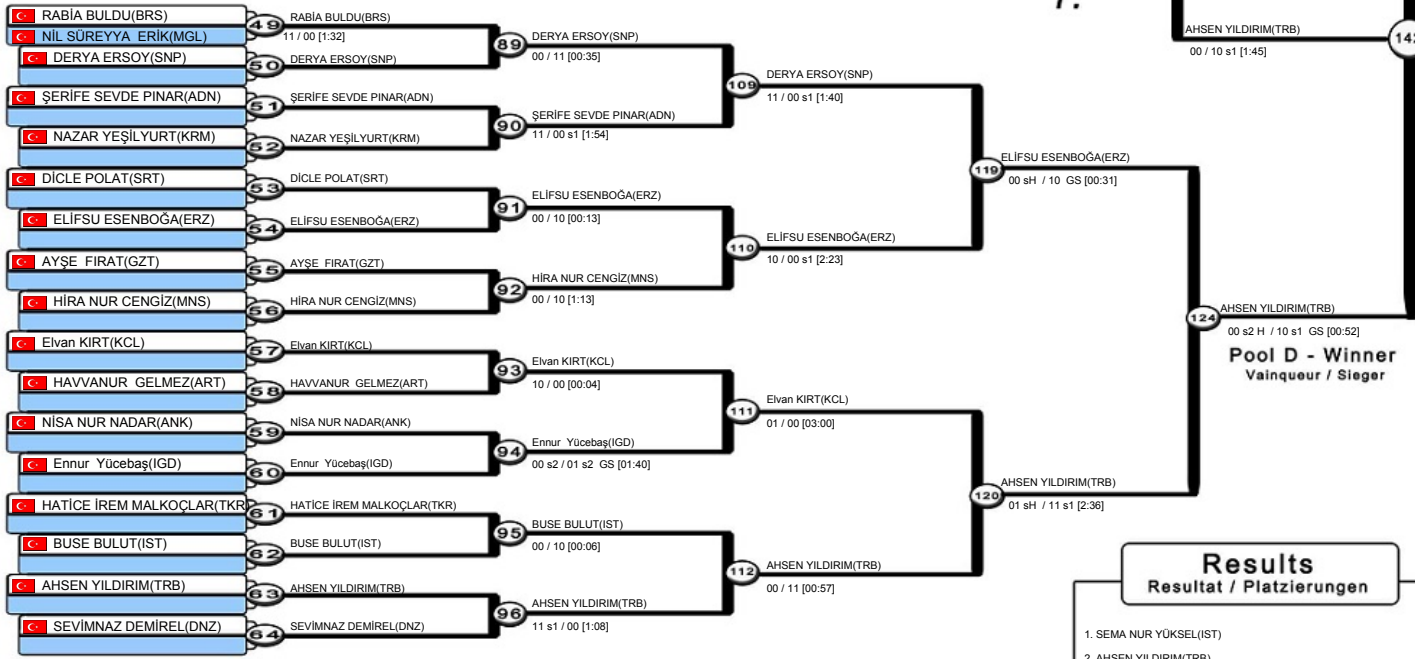 RABİA BULDU(BRS)
NİL SÜREYYA ERİK(MGL)
DERYA ERSOY(SNP)
ŞERİFE SEVDE PINAR(ADN)
NAZAR YEŞİLYURT(KRM)
DİCLE POLAT(SRT)
ELİFSU ESENBOĞA(ERZ)
AYŞE FIRAT(GZT)
HİRA NUR CENGİZ(MNS)
Elvan KIRT(KCL)
HAVVANUR GELMEZ(ART)
NİSA NUR NADAR(ANK)
Ennur Yücebaş(IGD)
HATİCE İREM MALKOÇLAR(TKR)
BUSE BULUT(IST)
AHSEN YILDIRIM(TRB)
SEVİMNAZ DEMİREL(DNZ)
49
50
51
52
53
54
55
56
57
58
59
60
61
62
63
64
RABİA BULDU(BRS)
11 / 00 [1:32]
DERYA ERSOY(SNP)
ŞERİFE SEVDE PINAR(ADN)
NAZAR YEŞİLYURT(KRM)
DİCLE POLAT(SRT)
ELİFSU ESENBOĞA(ERZ)
AYŞE FIRAT(GZT)
HİRA NUR CENGİZ(MNS)
Elvan KIRT(KCL)
HAVVANUR GELMEZ(ART)
NİSA NUR NADAR(ANK)
Ennur Yücebaş(IGD)
HATİCE İREM MALKOÇLAR(TKR)
BUSE BULUT(IST)
AHSEN YILDIRIM(TRB)
SEVİMNAZ DEMİREL(DNZ)
89
DERYA ERSOY(SNP)
00 / 11 [00:35]
90
ŞERİFE SEVDE PINAR(ADN)
11 / 00 s1 [1:54]
91
ELİFSU ESENBOĞA(ERZ)
00 / 10 [00:13]
92
HİRA NUR CENGİZ(MNS)
00 / 10 [1:13]
93
Elvan KIRT(KCL)
10 / 00 [00:04]
94
Ennur Yücebaş(IGD)
00 s2 / 01 s2 GS [01:40]
95
BUSE BULUT(IST)
00 / 10 [00:06]
96
AHSEN YILDIRIM(TRB)
11 s1 / 00 [1:08]
109
DERYA ERSOY(SNP)
11 / 00 s1 [1:40]
110
ELİFSU ESENBOĞA(ERZ)
10 / 00 s1 [2:23]
111
Elvan KIRT(KCL)
01 / 00 [03:00]
112
AHSEN YILDIRIM(TRB)
00 / 11 [00:57]
119
ELİFSU ESENBOĞA(ERZ)
00 sH / 10 GS [00:31]
120
AHSEN YILDIRIM(TRB)
01 sH / 11 s1 [2:36]
124
AHSEN YILDIRIM(TRB)
00 s2 H / 10 s1 GS [00:52]
Pool D - Winner
Vainqueur / Sieger
AHSEN YILDIRIM(TRB)
00 / 10 s1 [1:45]
Results
Resultat / Platzierungen
1. SEMA NUR YÜKSEL(IST)
2. AHSEN YILDIRIM(TRB)